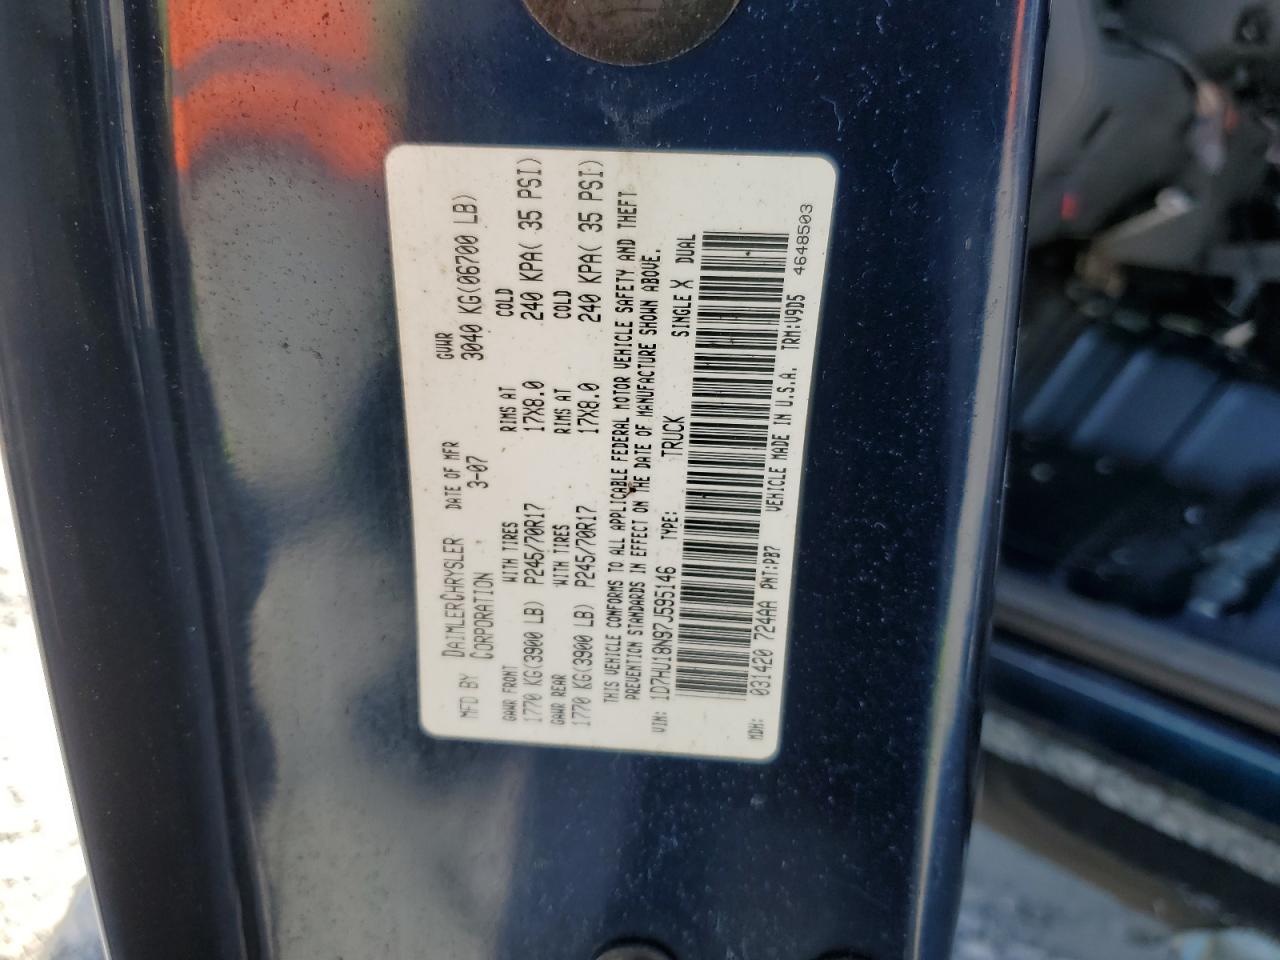 MFD BY DAIMLERCHRYSLER CORPORATION DATE OF MFR 3-07 GVWR 3040 KG(06700 LB)
GAWR FRONT WITH TIRES RIMS AT COLD
1770 KG(3900 LB) P245/70R17 17X8.0 240 KPA( 35 PSI)
GAWR REAR WITH TIRES RIMS AT COLD
1770 KG(3900 LB) P245/70R17 17X8.0 240 KPA( 35 PSI)
THIS VEHICLE CONFORMS TO ALL APPLICABLE FEDERAL MOTOR VEHICLE SAFETY AND THEFT
PREVENTION STANDARDS IN EFFECT ON THE DATE OF MANUFACTURE SHOWN ABOVE.
VIN: 1D7HU18N97J595146 TYPE: TRUCK SINGLE X DUAL
MDH: 031420 724AA PNT:PB7 VEHICLE MADE IN U.S.A. TRM:V9D5 4648503